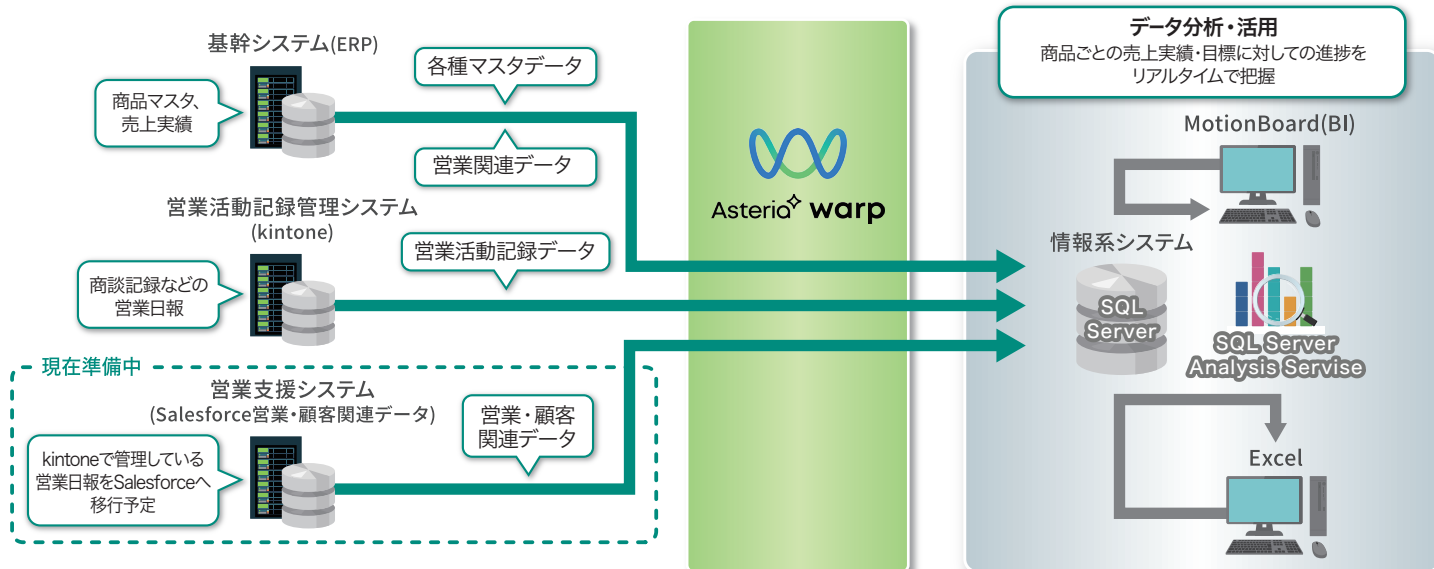 基幹システム(ERP)
商品マスタ、
売上実績
各種マスタデータ
営業関連データ
営業活動記録管理システム
(kintone)
商談記録などの
営業日報
営業活動記録データ
現在準備中
営業支援システム
(Salesforce営業・顧客関連データ)
kintoneで管理している
営業日報をSalesforceへ
移行予定
営業・顧客
関連データ
Asteria warp
データ分析・活用
商品ごとの売上実績・目標に対しての進捗を
リアルタイムで把握
MotionBoard(BI)
情報系システム
SQL
Server
SQL Server
Analysis Servise
Excel